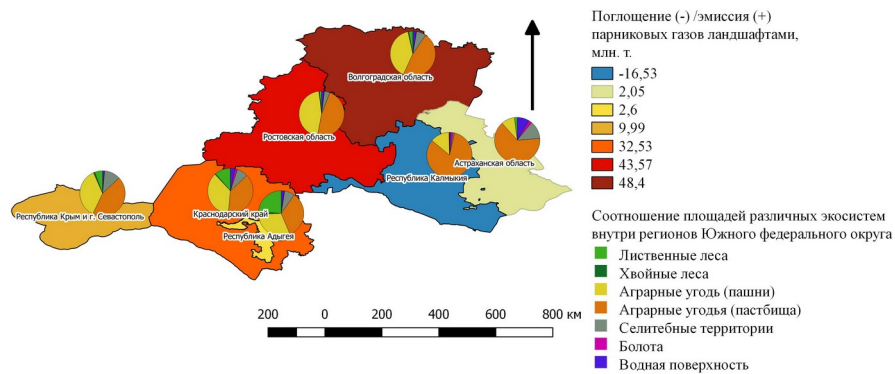 Волгоградская область
Ростовская область
Астраханская область
Республика Калмыкия
Республика Крым и г. Севастополь
Краснодарский край
Республика Адыгея
200 0 200 400 600 800 км
Поглощение (-) /эмиссия (+)
парниковых газов ландшафтами,
млн. т.
-16,53
2,05
2,6
9,99
32,53
43,57
48,4
Соотношение площадей различных экосистем
внутри регионов Южного федерального округа
Лиственные леса
Хвойные леса
Аграрные угодь (пашни)
Аграрные угодья (пастбища)
Селитебные территории
Болота
Водная поверхность